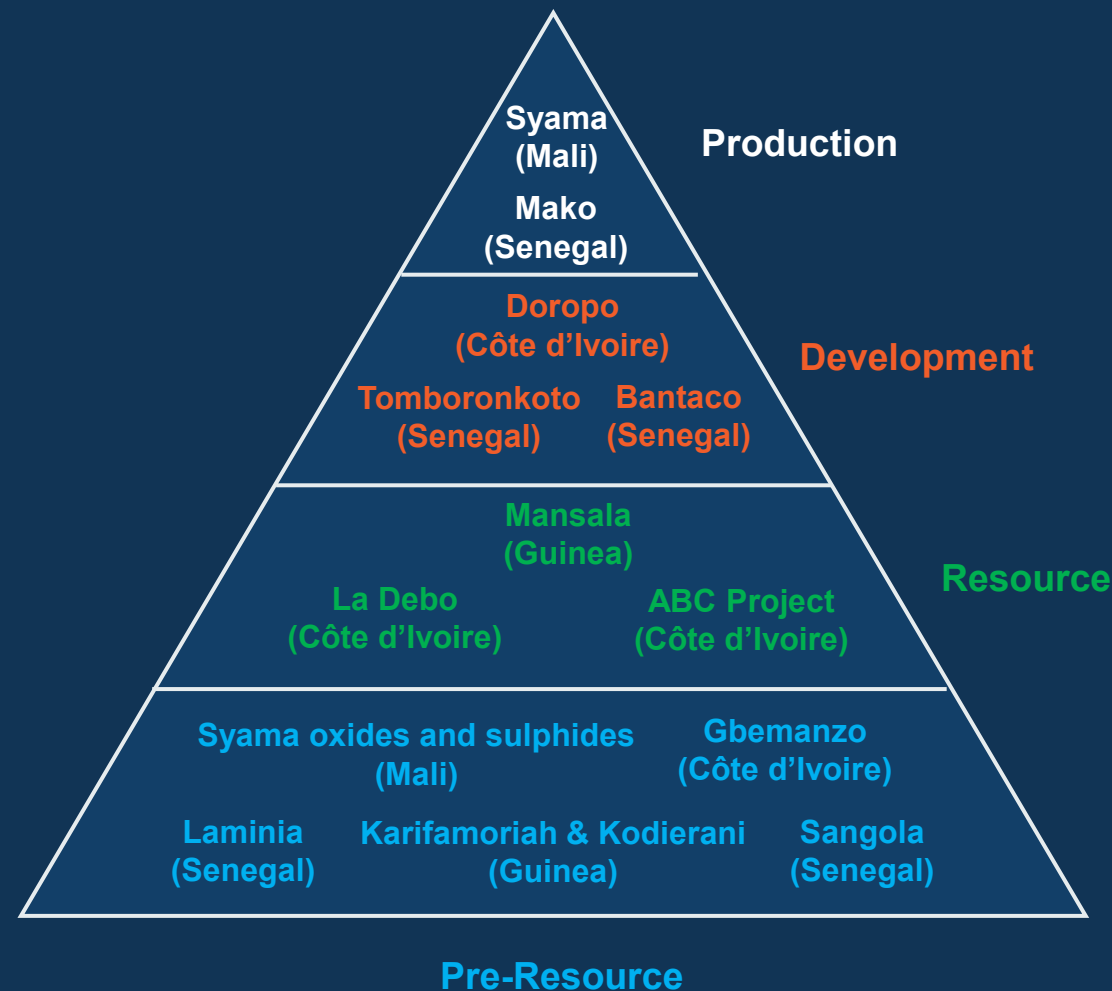 Syama
(Mali)
Production
Mako
(Senegal)
Doropo
(Côte d’Ivoire)
Development
Tomboronkoto
(Senegal)
Bantaco
(Senegal)
Mansala
(Guinea)
Resource
La Debo
(Côte d’Ivoire)
ABC Project
(Côte d’Ivoire)
Syama oxides and sulphides
(Mali)
Gbemanzo
(Côte d’Ivoire)
Laminia
(Senegal)
Karifamoriah & Kodierani
(Guinea)
Sangola
(Senegal)
Pre-Resource